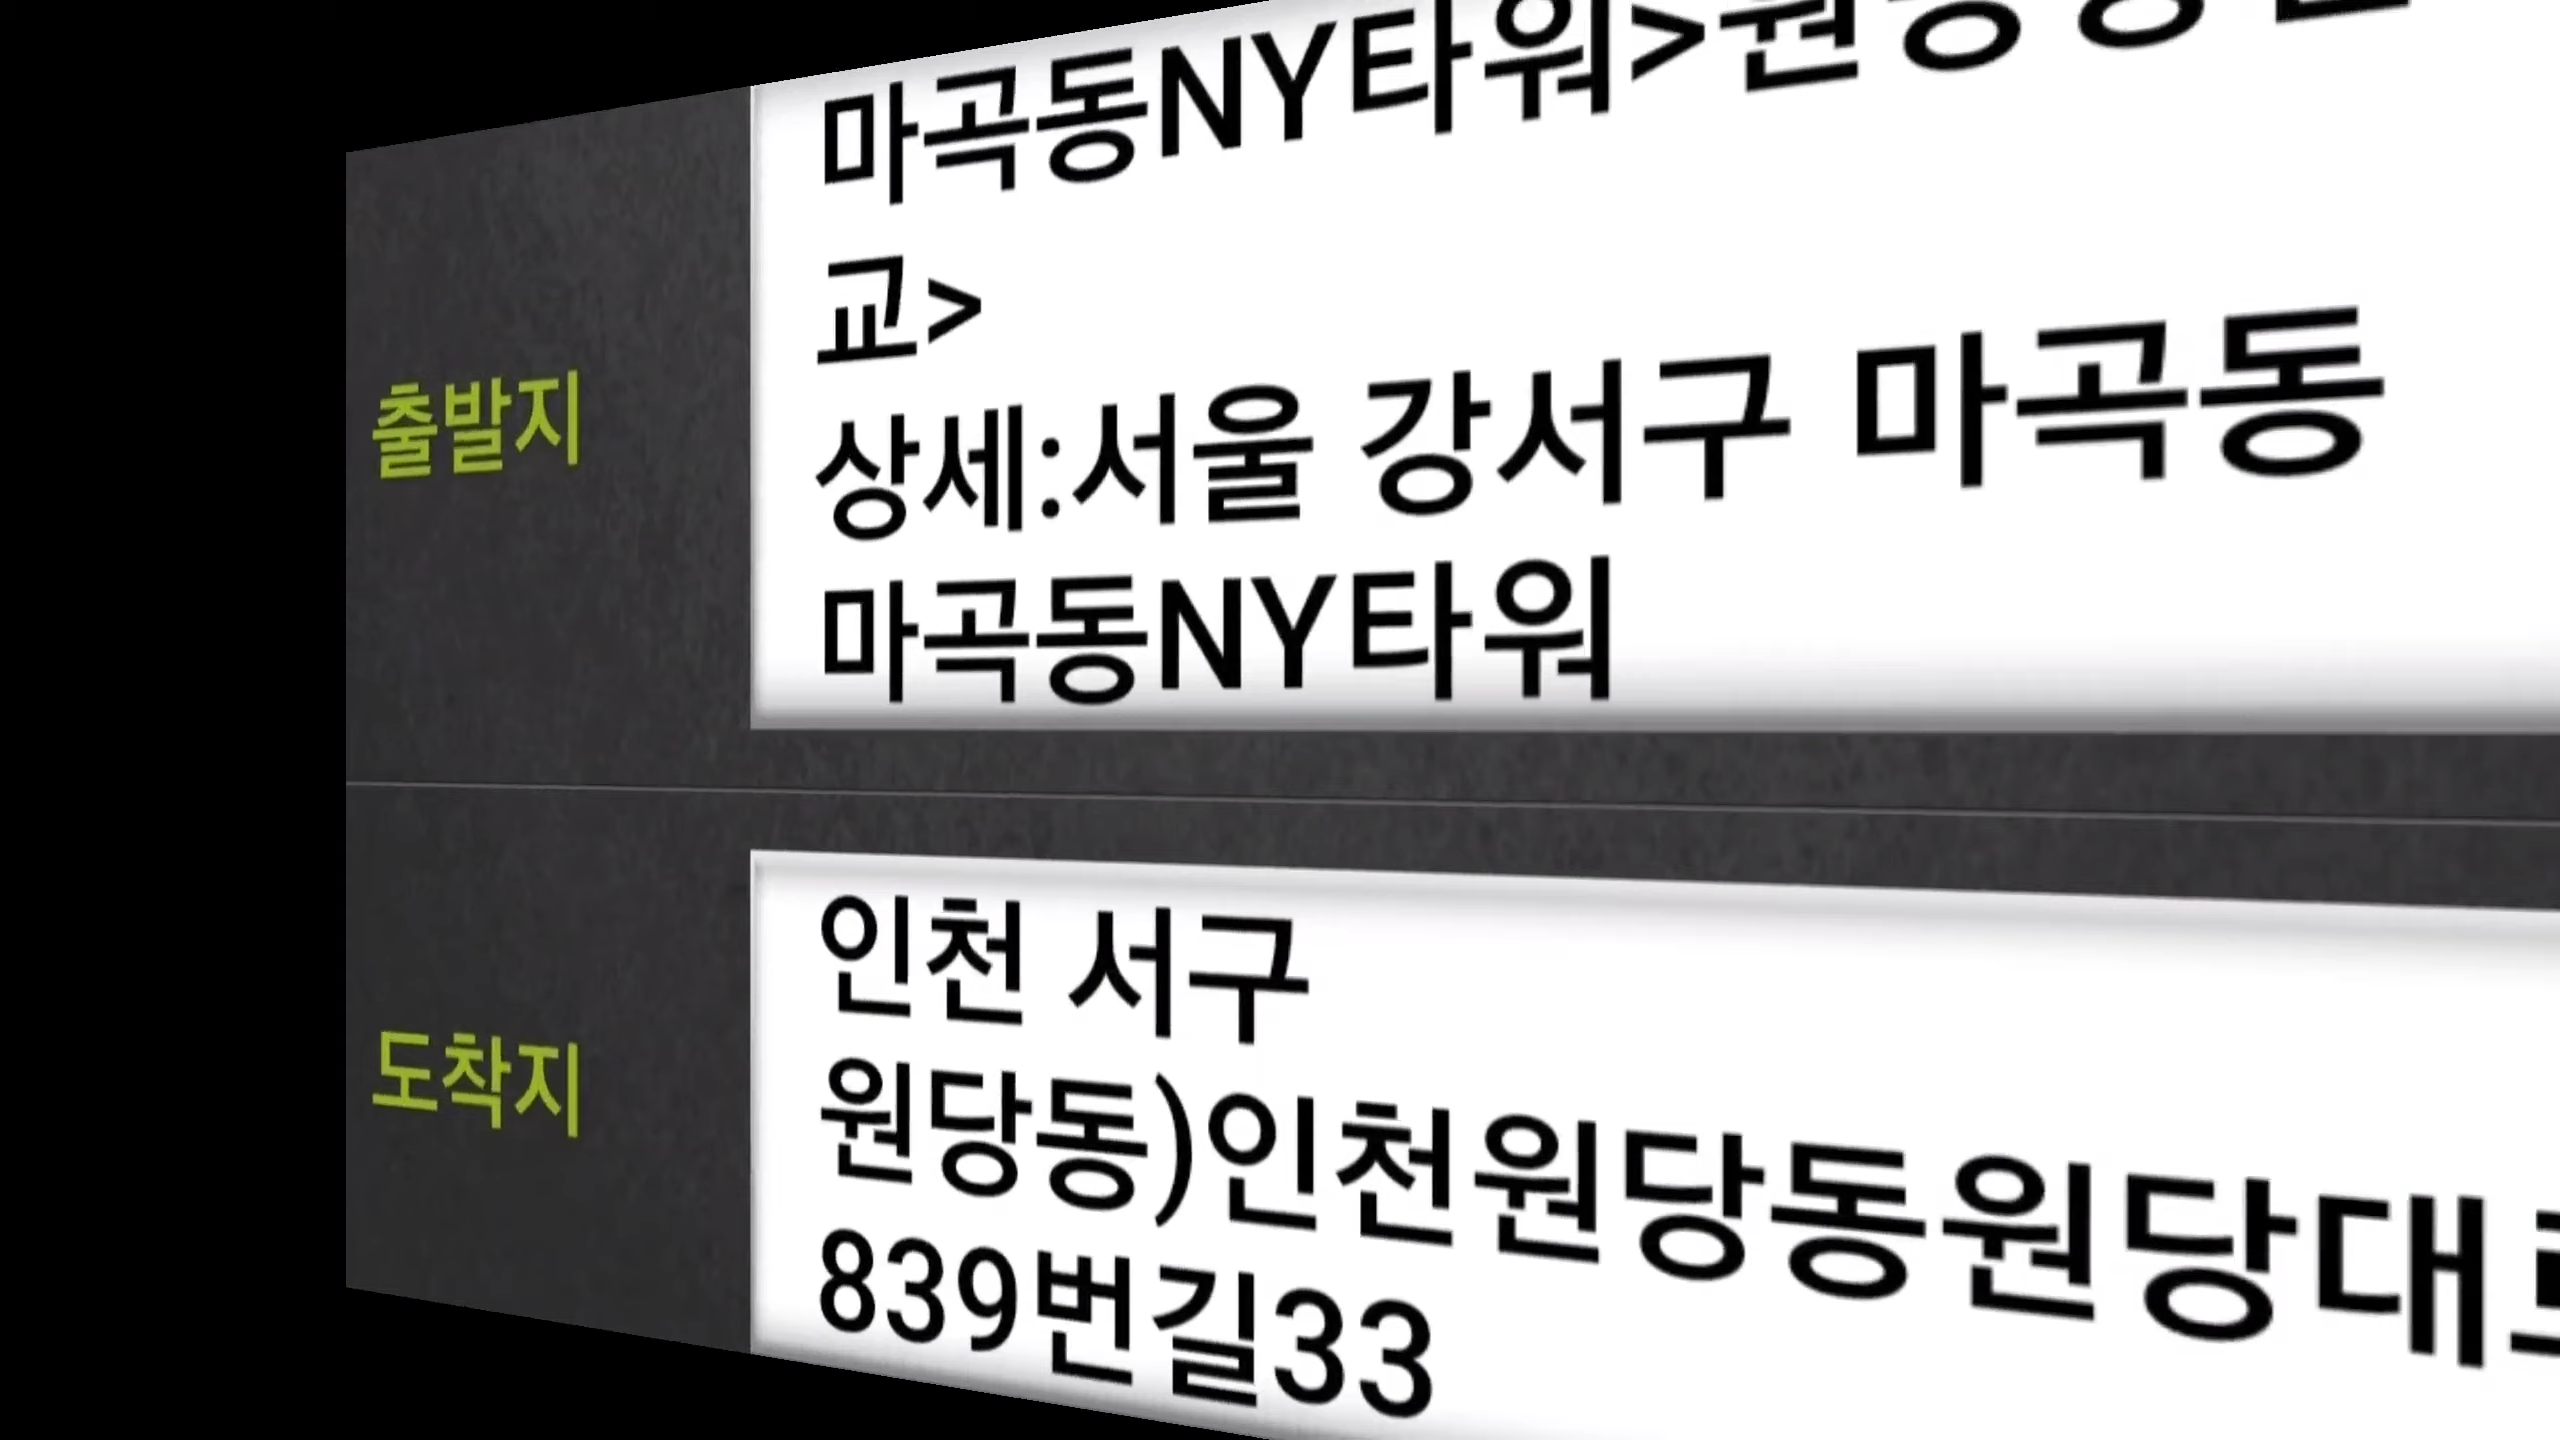 마곡동NY타워>
교>
출발지
상세:서울 강서구 마곡동
마곡동NY타워
인천 서구
도착지
원당동)인천원당동원당대
839번길33